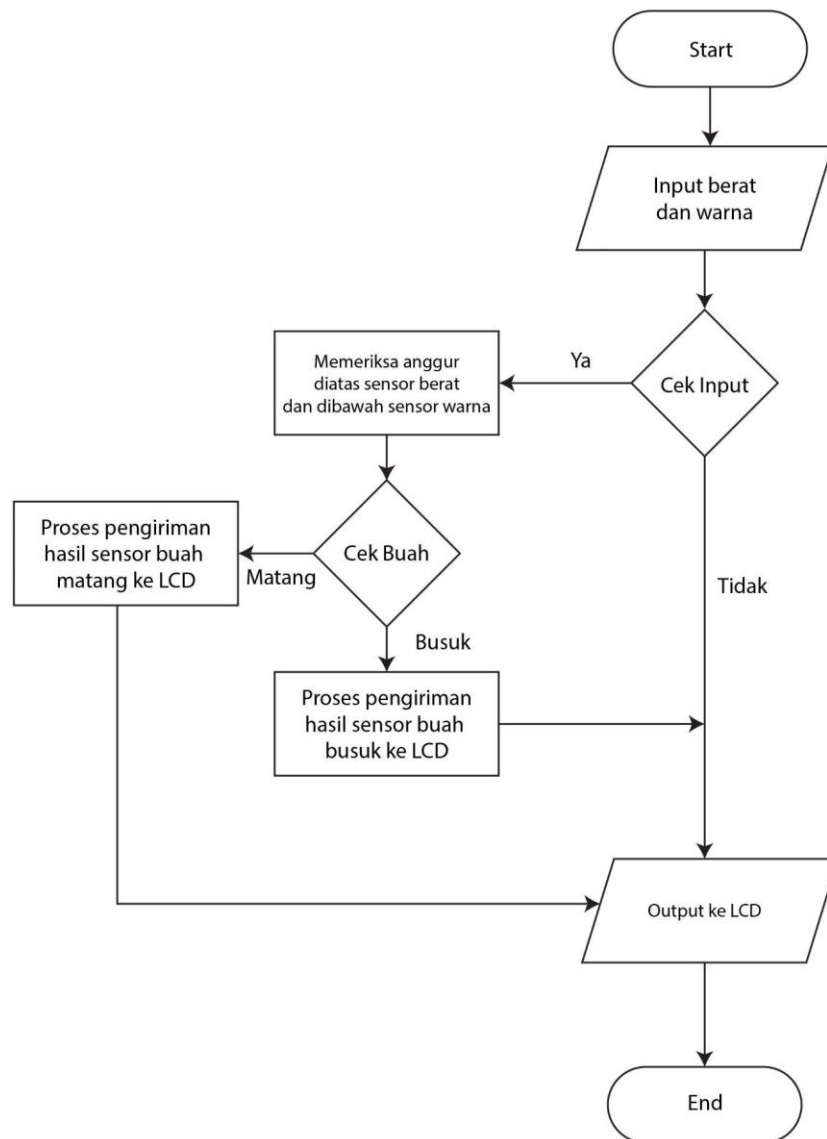 Start
Input berat
dan warna
Cek Input
Ya
Memeriksa anggur
diatas sensor berat
dan dibawah sensor warna
Cek Buah
Matang
Proses pengiriman
hasil sensor buah
matang ke LCD
Busuk
Proses pengiriman
hasil sensor buah
busuk ke LCD
Tidak
Output ke LCD
End